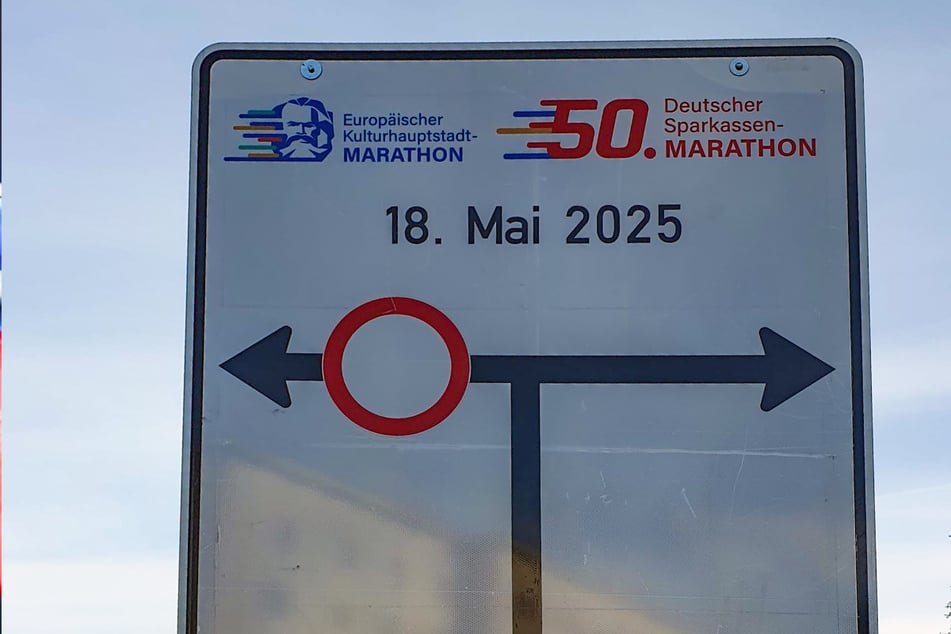 Europäischer
Kulturhauptstadt-
MARATHON
50. Deutscher
Sparkassen-
MARATHON
18. Mai 2025